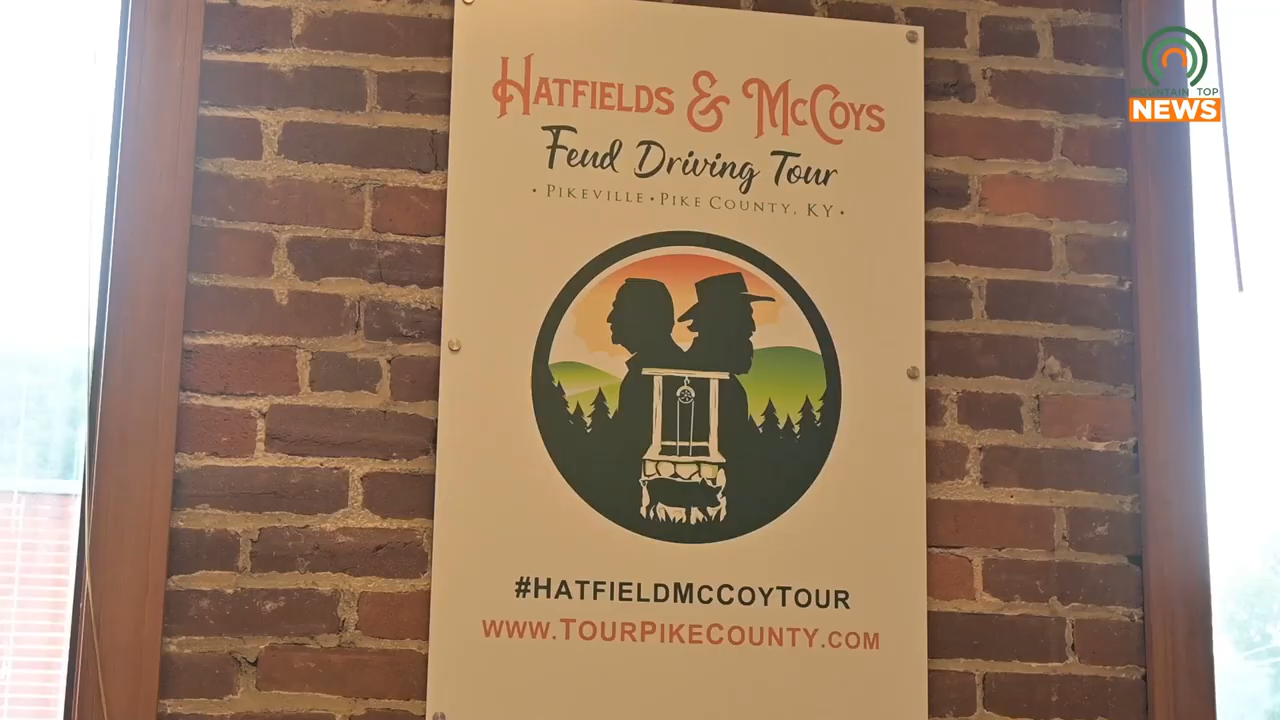 MOUNTAIN TOP
NEWS
HATFIELDS & MCCOYS
Feud Driving Tour
• PIKEVILLE • PIKE COUNTY, KY •
#HATFIELDMCCOYTOUR
WWW.TOURPIKECOUNTY.COM